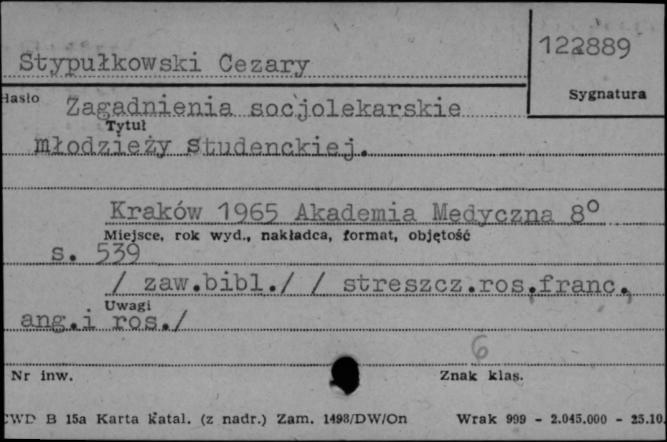 Stypułkowski Cezary
122889
Sygnatura
Hasło
Zagadnienia socjolekarskie
Tytuł
młodzieży Studenckiej.
Kraków 1965 Akademia Medyczna 8°
Miejsce, rok wyd., nakładca, format, objętość
s. 539
/ zaw.bibl./ / streszcz.ros,franc.,
Uwagi
ang.i ros./
6
Nr inw.
Znak klas.
CWD B 15a Karta katal. (z nadr.) Zam. 1498/DW/On
Wrak 999 - 2.045.000 - 25.10